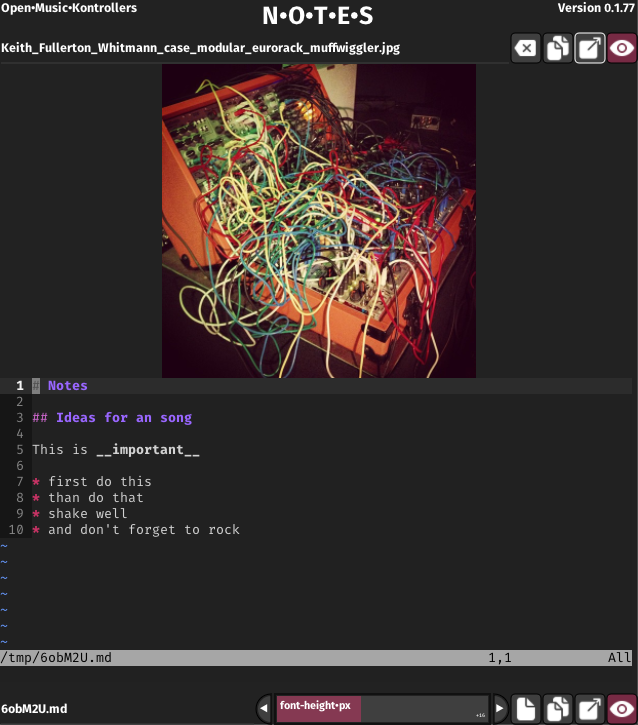 Open•Music•Kontrollers
N•O•T•E•S
Version 0.1.77
Keith_Fullerton_Whitmann_case_modular_eurorack_muffwiggler.jpg
1 # Notes
2
3 ## Ideas for an song
4
5 This is __important__
6
7 * first do this
8 * than do that
9 * shake well
10 * and don't forget to rock
~
~
~
~
~
~
~
/tmp/6obM2U.md 1,1 All
6obM2U.md
font-height•px
+16